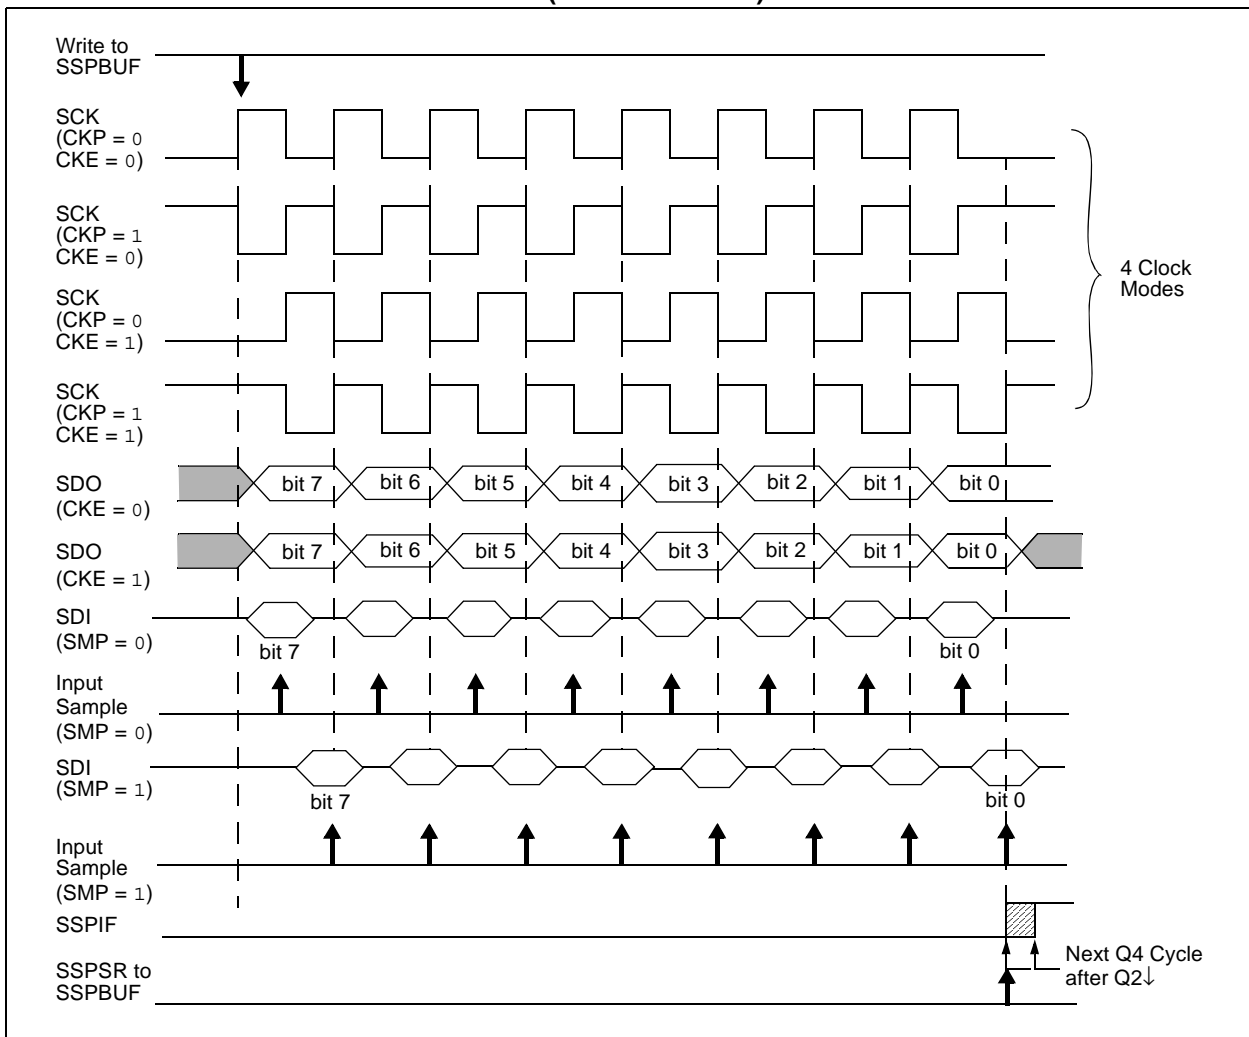 Write to
SSPBUF
SCK
(CKP = 0
CKE = 0)
SCK
(CKP = 1
CKE = 0)
SCK
(CKP = 0
CKE = 1)
SCK
(CKP = 1
CKE = 1)
4 Clock
Modes
SDO
(CKE = 0)
bit 7 bit 6 bit 5 bit 4 bit 3 bit 2 bit 1 bit 0
SDO
(CKE = 1)
bit 7 bit 6 bit 5 bit 4 bit 3 bit 2 bit 1 bit 0
SDI
(SMP = 0)
bit 7 bit 0
Input
Sample
(SMP = 0)
SDI
(SMP = 1)
bit 7 bit 0
Input
Sample
(SMP = 1)
SSPIF
Next Q4 Cycle
after Q2↓
SSPSR to
SSPBUF